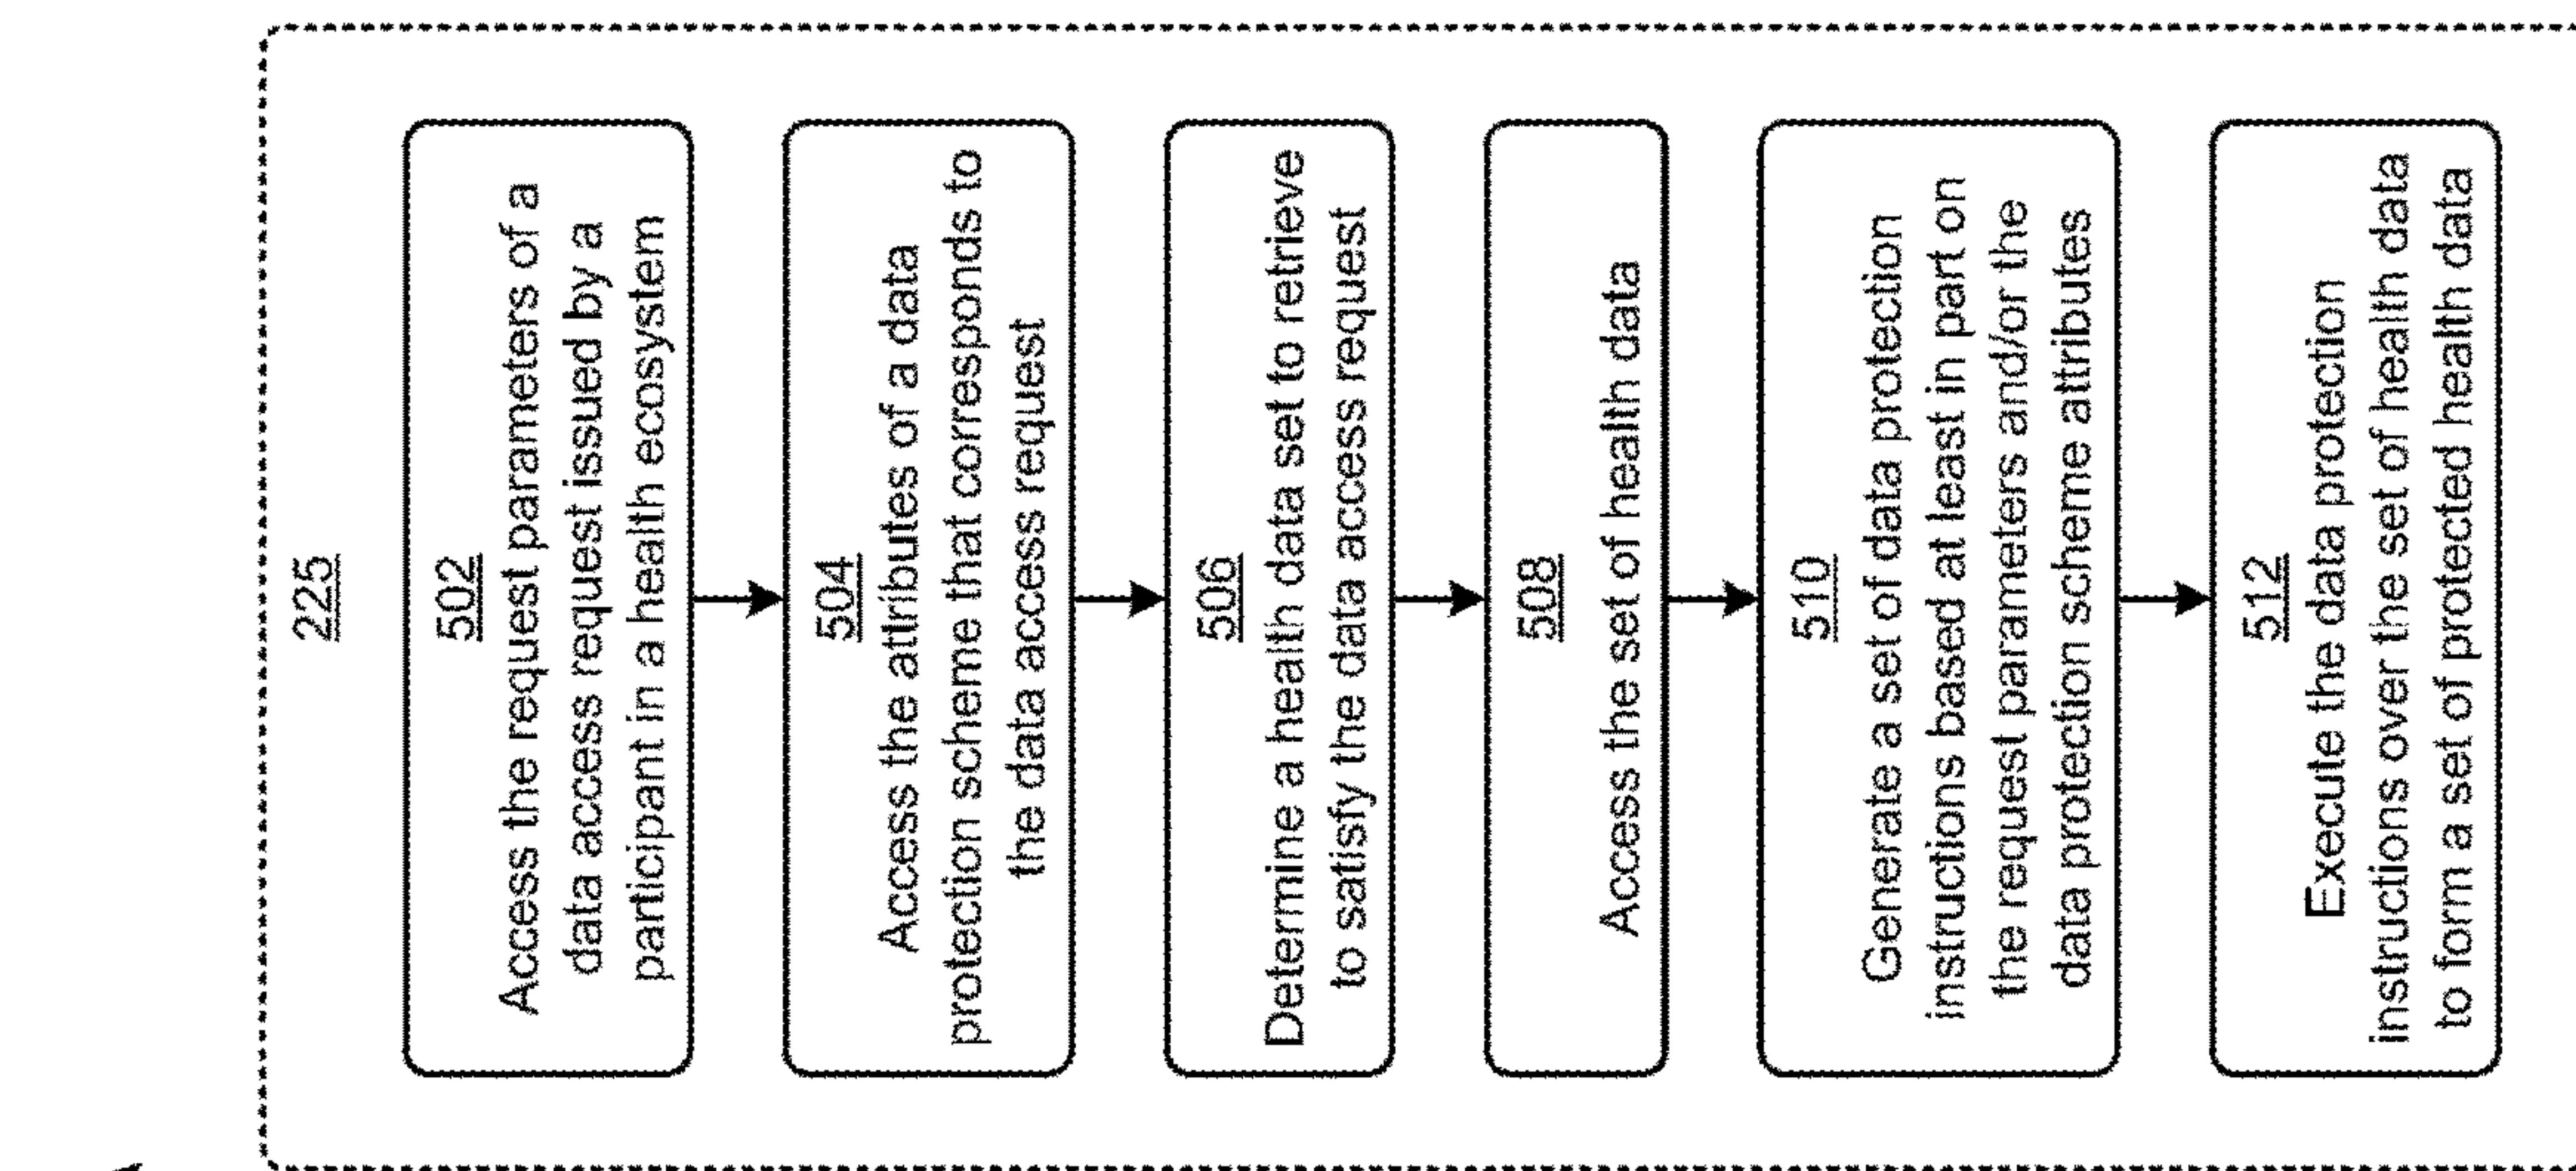 225
502
Access the request parameters of a
data access request issued by a
participant in a health ecosystem
504
Access the attributes of a data
protection scheme that corresponds to
the data access request
506
Determine a health data set to retrieve
to satisfy the data access request
508
Access the set of health data
510
Generate a set of data protection
instructions based at least in part on
the request parameters and/or the
data protection scheme attributes
512
Execute the data protection
instructions over the set of health data
to form a set of protected health data